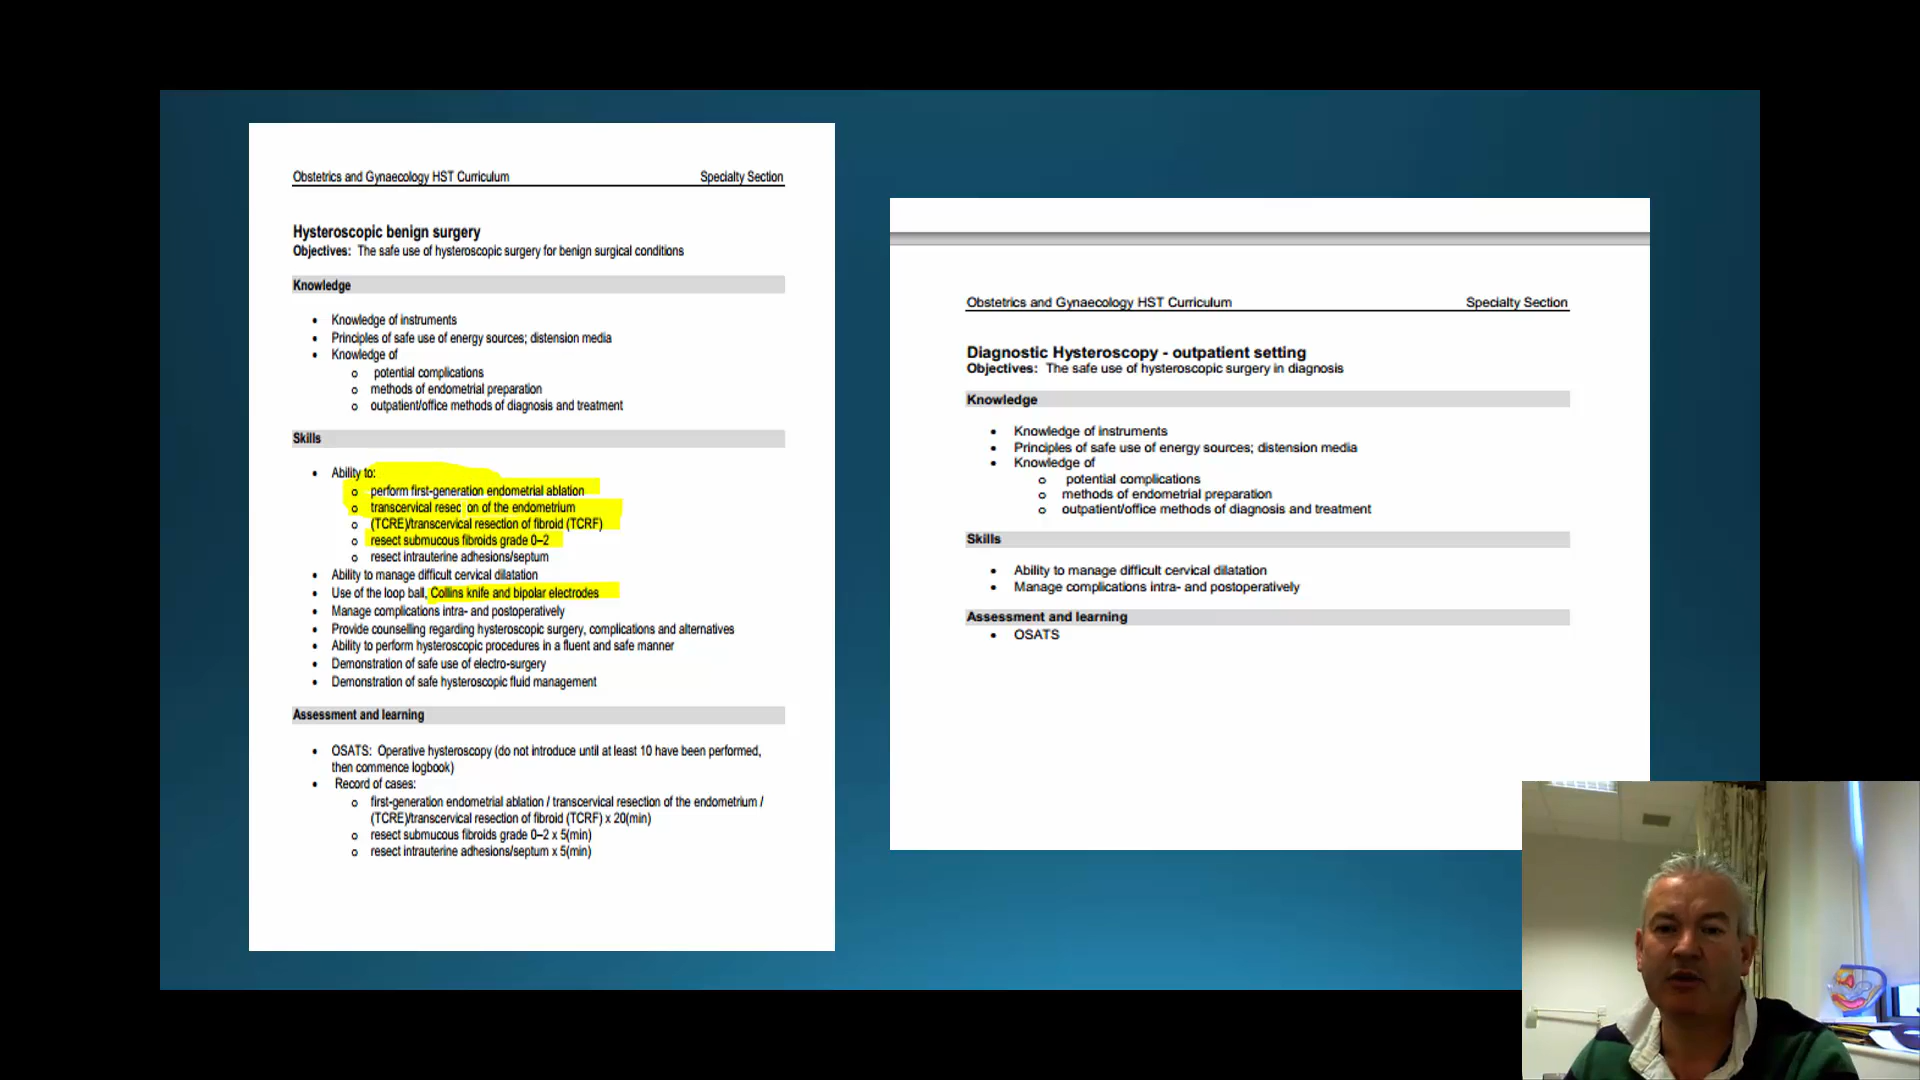 Obstetrics and Gynaecology HST Curriculum Specialty Section
Hysteroscopic benign surgery
Objectives: The safe use of hysteroscopic surgery for benign surgical conditions
Knowledge
• Knowledge of instruments
• Principles of safe use of energy sources; distension media
• Knowledge of
o potential complications
o methods of endometrial preparation
o outpatient/office methods of diagnosis and treatment
Skills
• Ability to:
o perform first-generation endometrial ablation
o transcervical resec on of the endometrium
o (TCRE)/transcervical resection of fibroid (TCRF)
o resect submucous fibroids grade 0–2
o resect intrauterine adhesions/septum
• Ability to manage difficult cervical dilatation
• Use of the loop ball, Collins knife and bipolar electrodes
• Manage complications intra- and postoperatively
• Provide counselling regarding hysteroscopic surgery, complications and alternatives
• Ability to perform hysteroscopic procedures in a fluent and safe manner
• Demonstration of safe use of electro-surgery
• Demonstration of safe hysteroscopic fluid management
Assessment and learning
• OSATS: Operative hysteroscopy (do not introduce until at least 10 have been performed,
then commence logbook)
• Record of cases:
o first-generation endometrial ablation / transcervical resection of the endometrium /
(TCRE)/transcervical resection of fibroid (TCRF) x 20(min)
o resect submucous fibroids grade 0–2 x 5(min)
o resect intrauterine adhesions/septum x 5(min)
Obstetrics and Gynaecology HST Curriculum Specialty Section
Diagnostic Hysteroscopy - outpatient setting
Objectives: The safe use of hysteroscopic surgery in diagnosis
Knowledge
• Knowledge of instruments
• Principles of safe use of energy sources; distension media
• Knowledge of
o potential complications
o methods of endometrial preparation
o outpatient/office methods of diagnosis and treatment
Skills
• Ability to manage difficult cervical dilatation
• Manage complications intra- and postoperatively
Assessment and learning
• OSATS